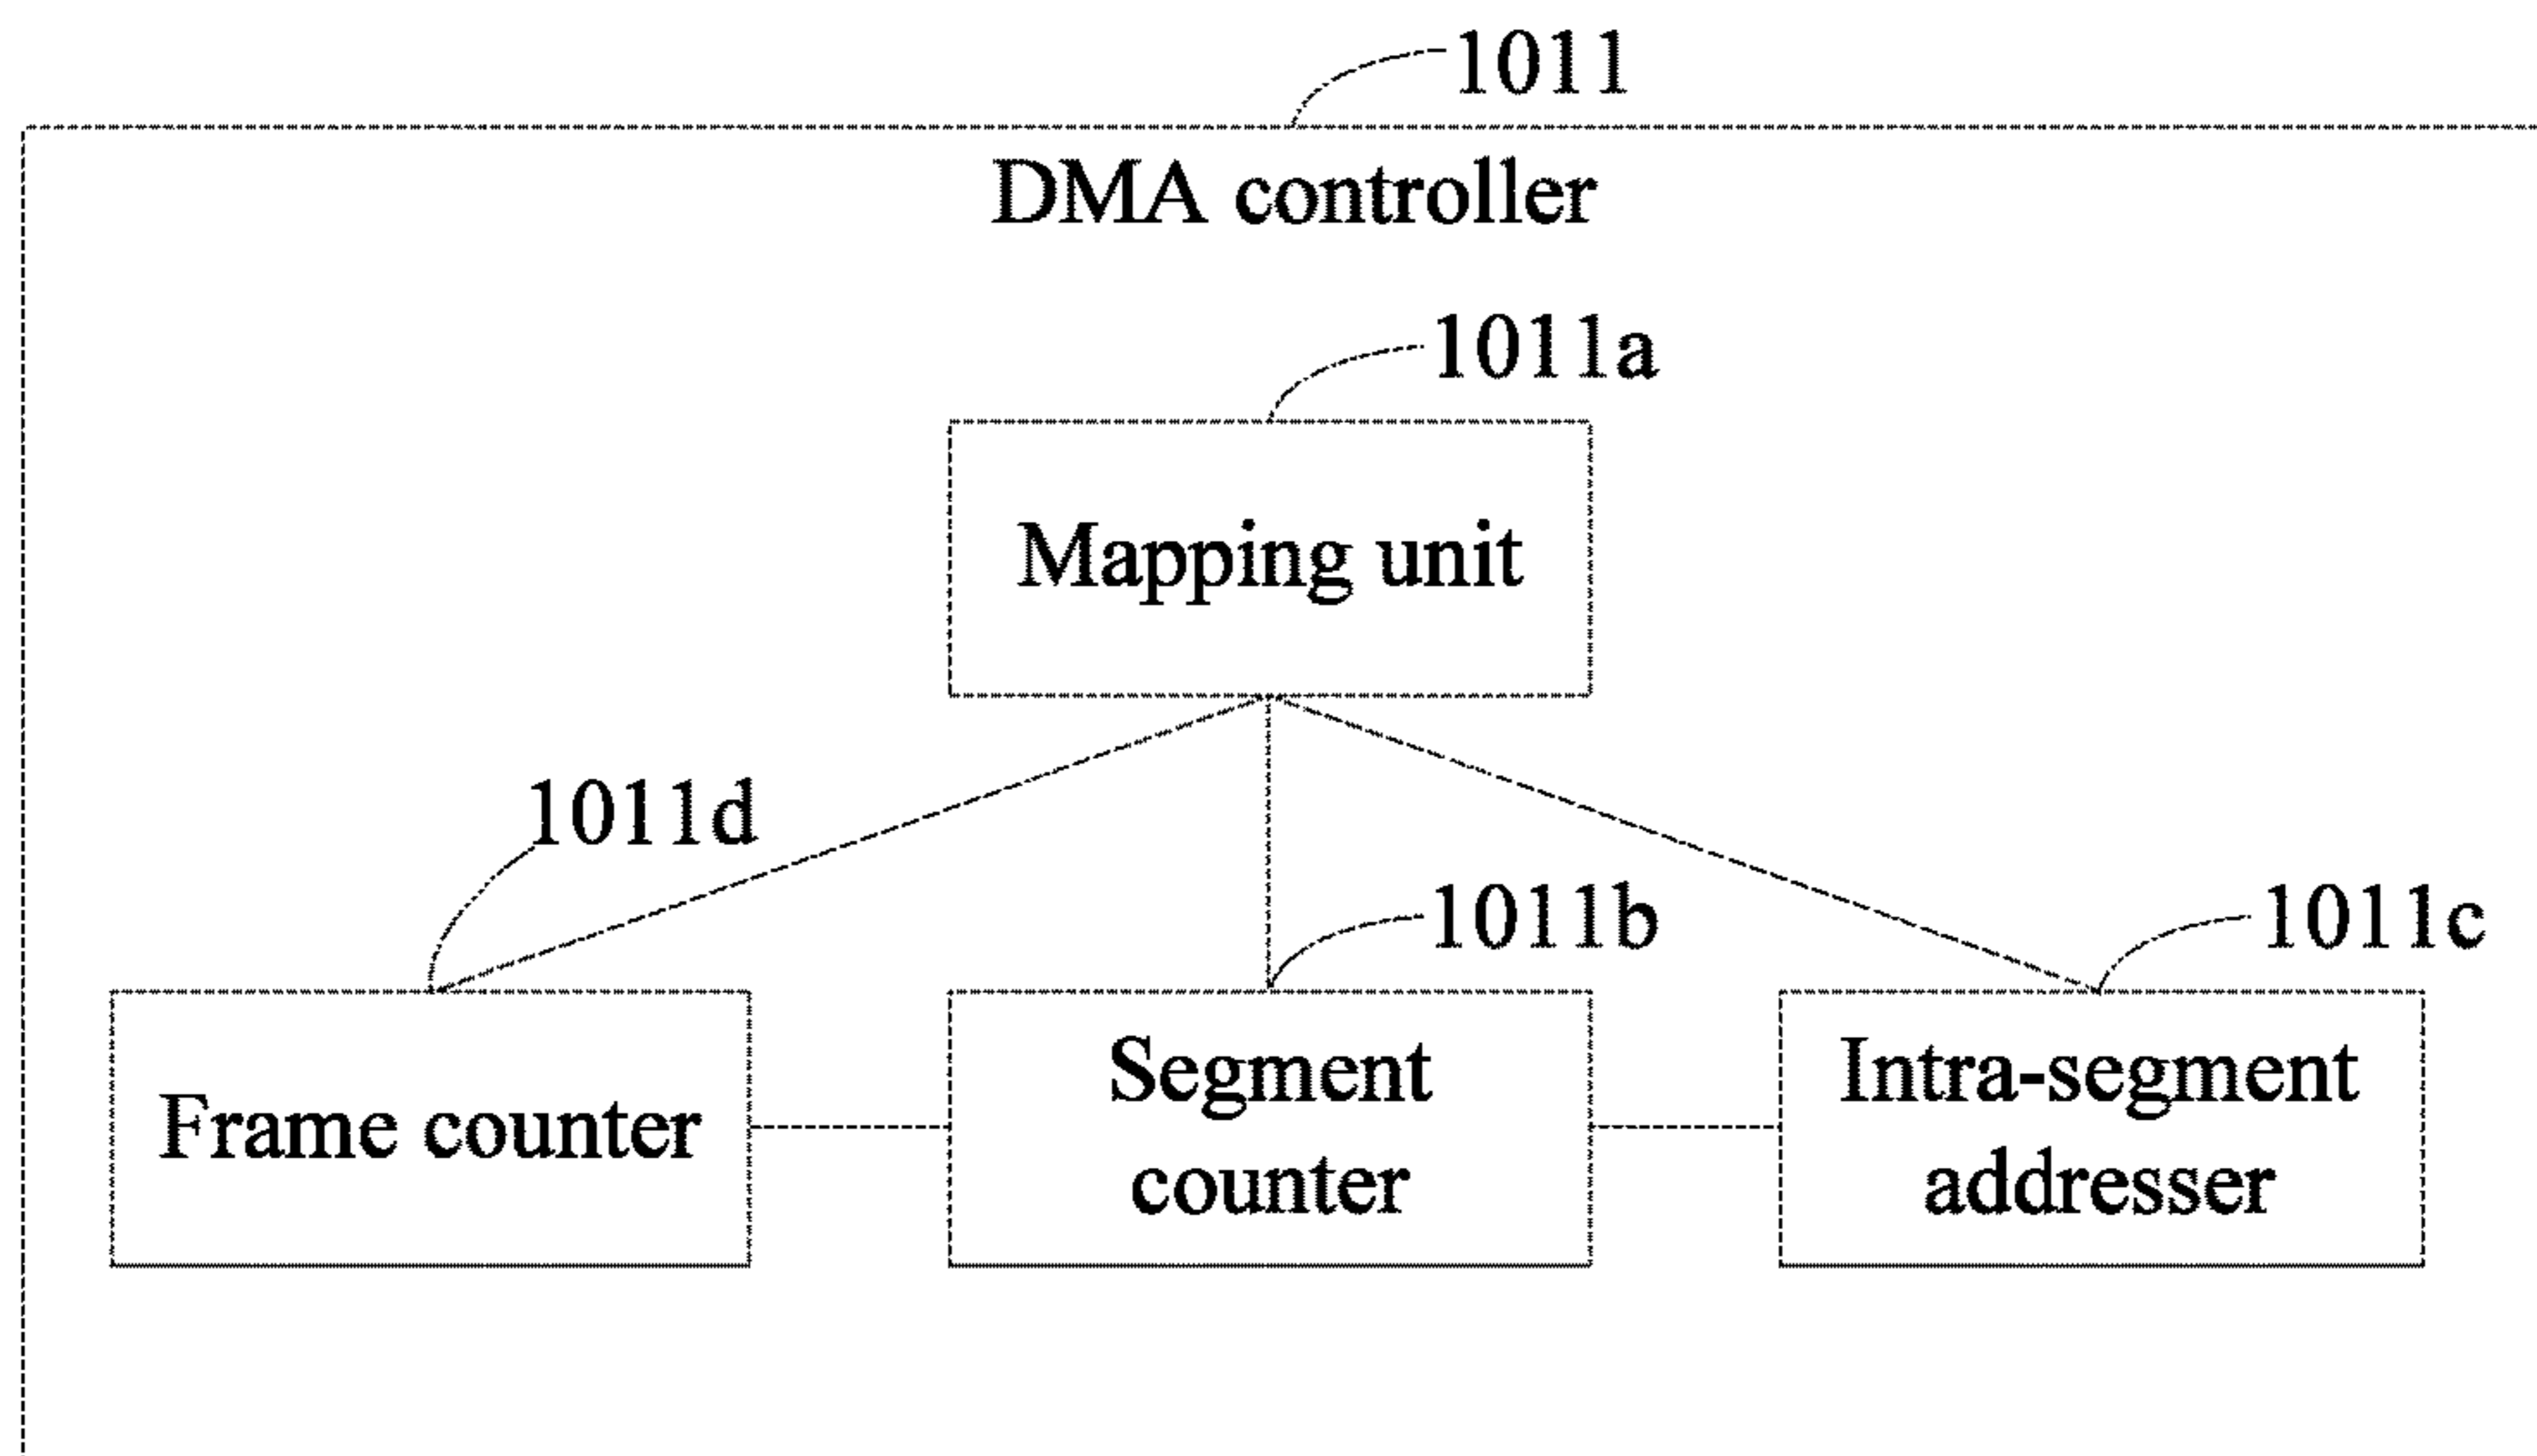 1011
DMA controller
1011a
Mapping unit
1011d
1011b
1011c
Frame counter
Segment
counter
Intra-segment
addresser